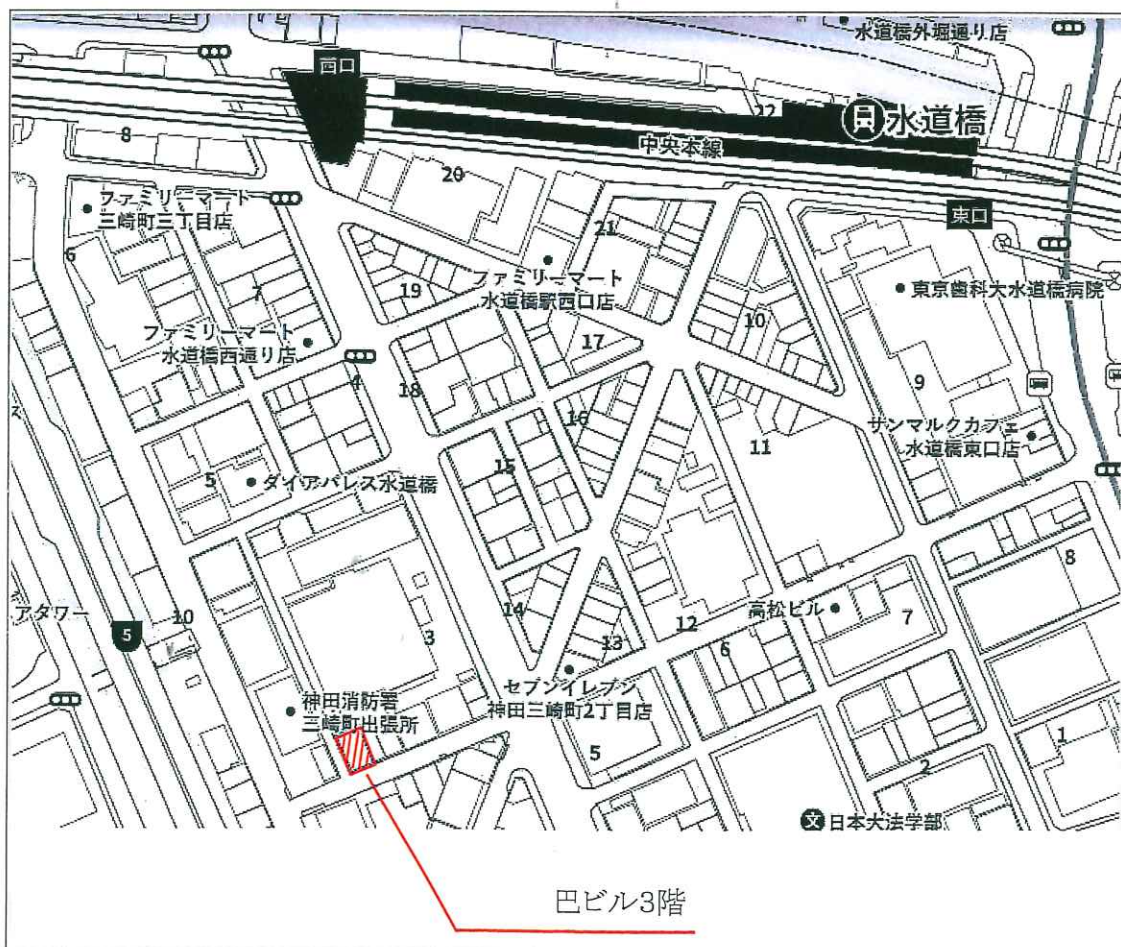 水道橋外堀通り店
西口
22
水道橋
中央本線
8
20
ファミリーマート
三崎町三丁目店
東口
21
6
ファミリーマート
水道橋駅西口店
東京歯科大水道橋病院
7
19
10
ファミリーマート
水道橋西通り店
17
4
18
9
16
サンマルクカフェ
水道橋東口店
11
15
5
ダイアパレス水道橋
8
アタワー
10
5
14
高松ビル
7
3
13
12
6
セブンイレブン
神田三崎町2丁目店
神田消防署
三崎町出張所
5
1
2
文
日本大法学部
巴ビル3階